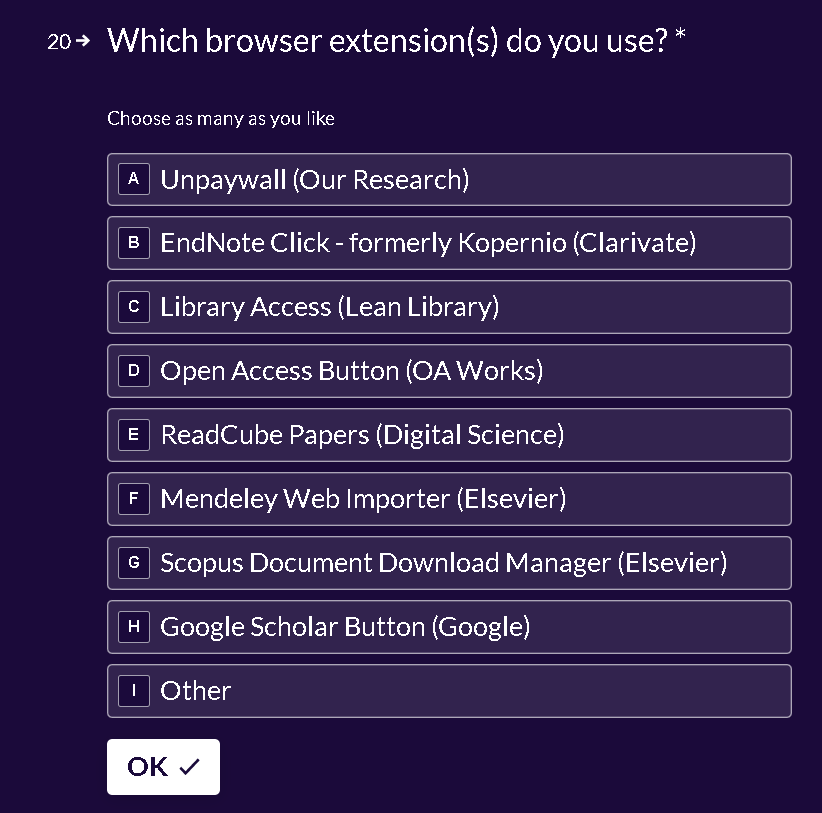 20→ Which browser extension(s) do you use? *
Choose as many as you like
A Unpaywall (Our Research)
B EndNote Click - formerly Kopernio (Clarivate)
C Library Access (Lean Library)
D Open Access Button (OA Works)
E ReadCube Papers (Digital Science)
F Mendeley Web Importer (Elsevier)
G Scopus Document Download Manager (Elsevier)
H Google Scholar Button (Google)
I Other
OK ✓